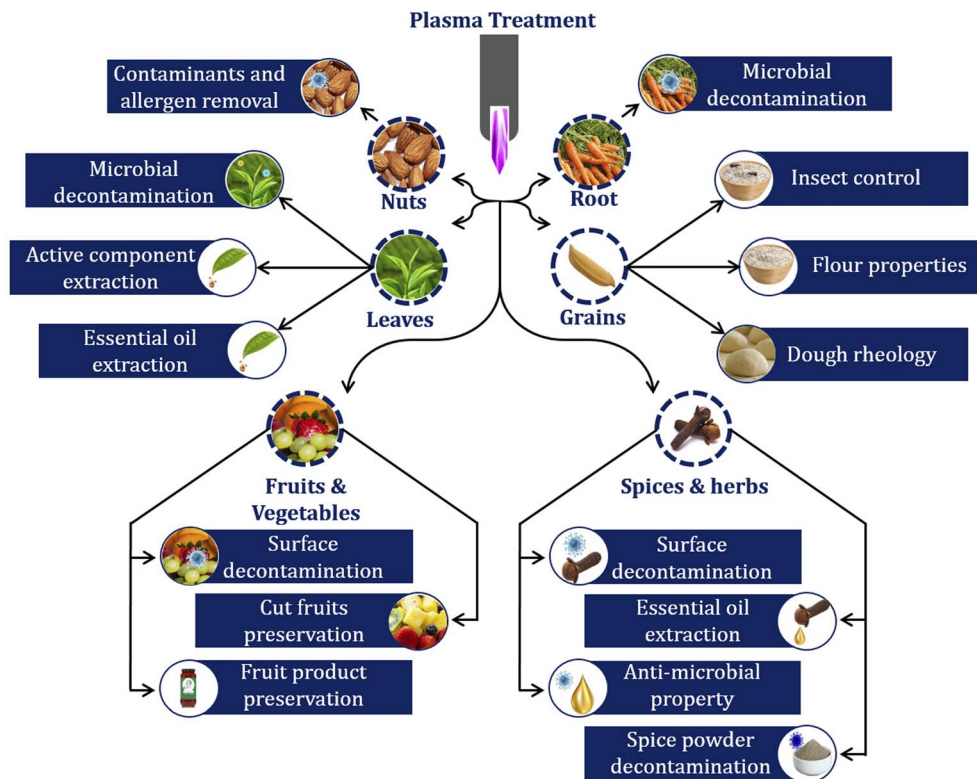 Plasma Treatment
Contaminants and
allergen removal
Microbial
decontamination
Nuts
Root
Microbial
decontamination
Insect control
Active component
extraction
Flour properties
Leaves
Grains
Essential oil
extraction
Dough rheology
Fruits &
Vegetables
Spices & herbs
Surface
decontamination
Cut fruits
preservation
Fruit product
preservation
Surface
decontamination
Essential oil
extraction
Anti-microbial
property
Spice powder
decontamination